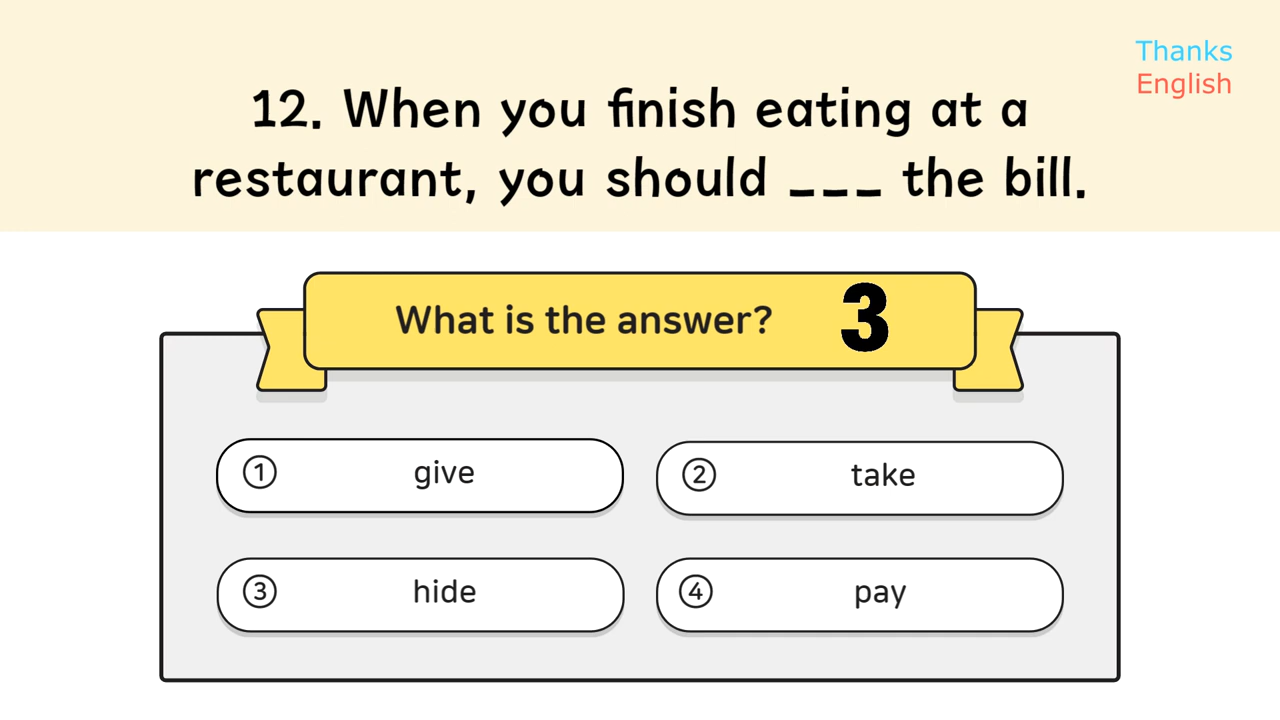 Thanks
English
12. When you finish eating at a
restaurant, you should ___ the bill.
What is the answer? 3
① give
② take
③ hide
④ pay